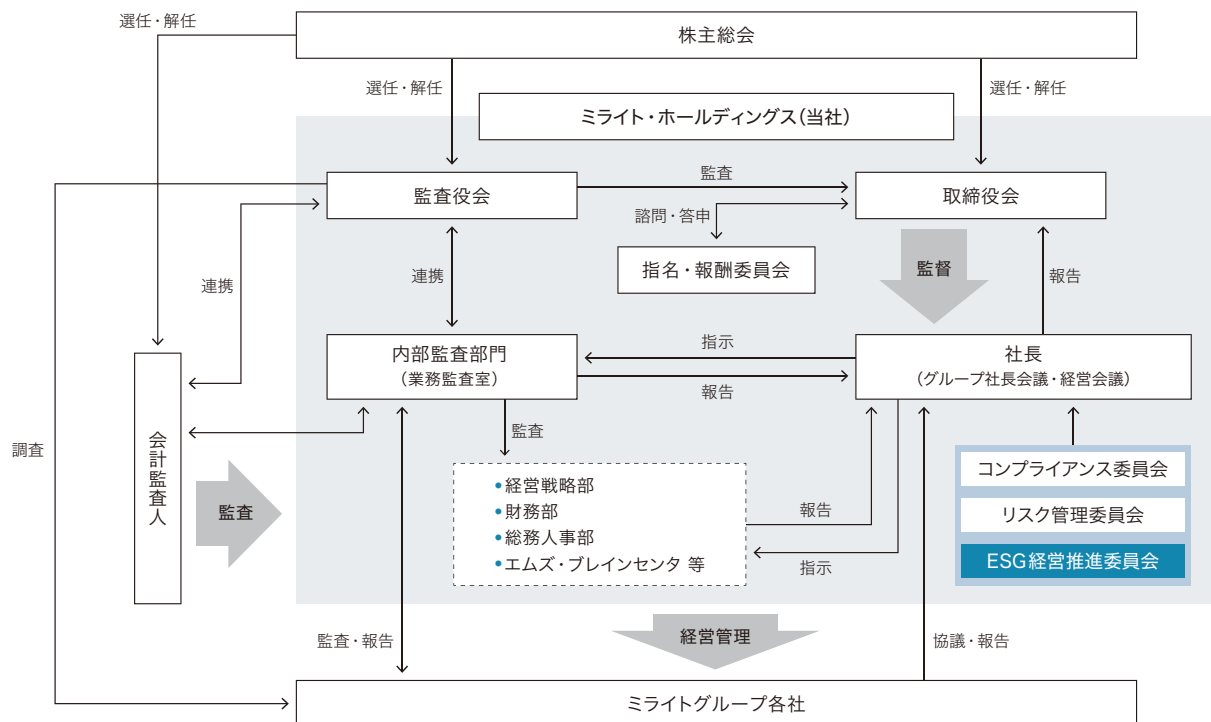 選任・解任
株主総会
選任・解任
選任・解任
ミライト・ホールディングス（当社）
監査役会
監査
取締役会
諮問・答申
指名・報酬委員会
監督
報告
連携
連携
内部監査部門
（業務監査室）
指示
報告
社長
（グループ社長会議・経営会議）
調査
会計監査人
監査
監査
•経営戦略部
•財務部
•総務人事部
•エムズ・ブレインセンタ 等
報告
指示
コンプライアンス委員会
リスク管理委員会
ESG経営推進委員会
監査・報告
経営管理
協議・報告
ミライトグループ各社